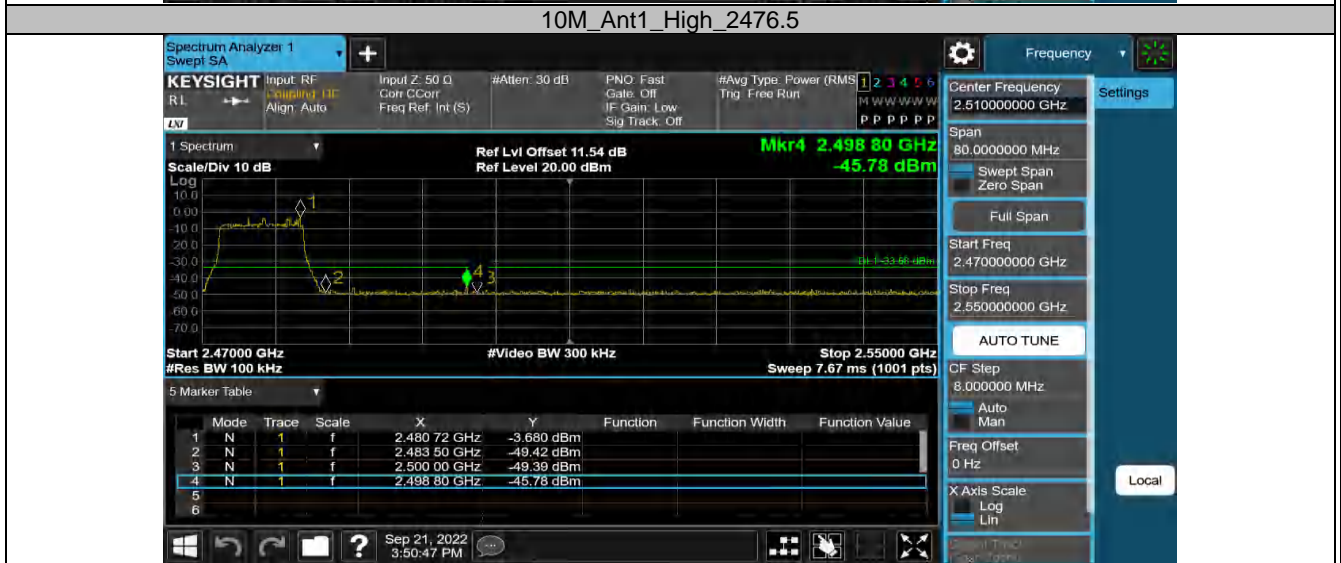 10M_Ant1_High_2476.5
Spectrum Analyzer 1
Swept SA
Frequency
KEYSIGHT
Input: RF
Input Z: 50 Ω
#Atten: 30 dB
PNO: Fast
#Avg Type: Power (RMS
1 2 3 4 5 6
RL
Corr CCorr
Gate: Off
Trig: Free Run
Align: Auto
Freq Ref: Int (S)
IF Gain: Low
M W W W W W
Sig Track: Off
P P P P P P
LXI
Center Frequency
2.510000000 GHz
Settings
Span
80.0000000 MHz
Swept Span
Zero Span
Full Span
Start Freq
2.470000000 GHz
Stop Freq
2.550000000 GHz
AUTO TUNE
CF Step
8.000000 MHz
Auto
Man
Freq Offset
0 Hz
X Axis Scale
Log
Lin
Local
1 Spectrum
Ref Lvl Offset 11.54 dB
Mkr4 2.498 80 GHz
Scale/Div 10 dB
Ref Level 20.00 dBm
-45.78 dBm
Log
10.0
0.00
-10.0
-20.0
-30.0
-40.0
-50.0
-60.0
-70.0
1
2
4
3
Start 2.47000 GHz
#Video BW 300 kHz
Stop 2.55000 GHz
#Res BW 100 kHz
Sweep 7.67 ms (1001 pts)
5 Marker Table
Mode Trace Scale X Y Function Function Width Function Value
1 N 1 f 2.480 72 GHz -3.680 dBm
2 N 1 f 2.483 50 GHz -49.42 dBm
3 N 1 f 2.500 00 GHz -49.39 dBm
4 N 1 f 2.498 80 GHz -45.78 dBm
5
6
Sep 21, 2022
3:50:47 PM